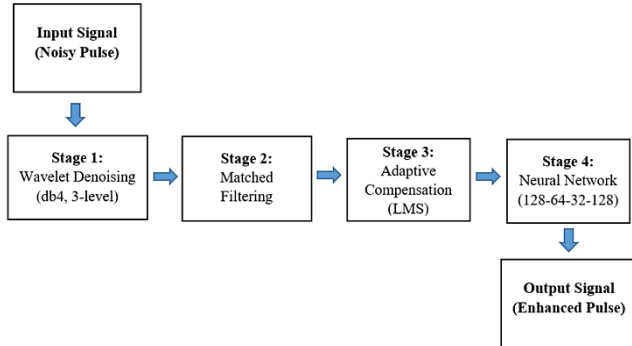 Input Signal
(Noisy Pulse)
Stage 1:
Wavelet Denoising
(db4, 3-level)
Stage 2:
Matched
Filtering
Stage 3:
Adaptive
Compensation
(LMS)
Stage 4:
Neural Network
(128-64-32-128)
Output Signal
(Enhanced Pulse)